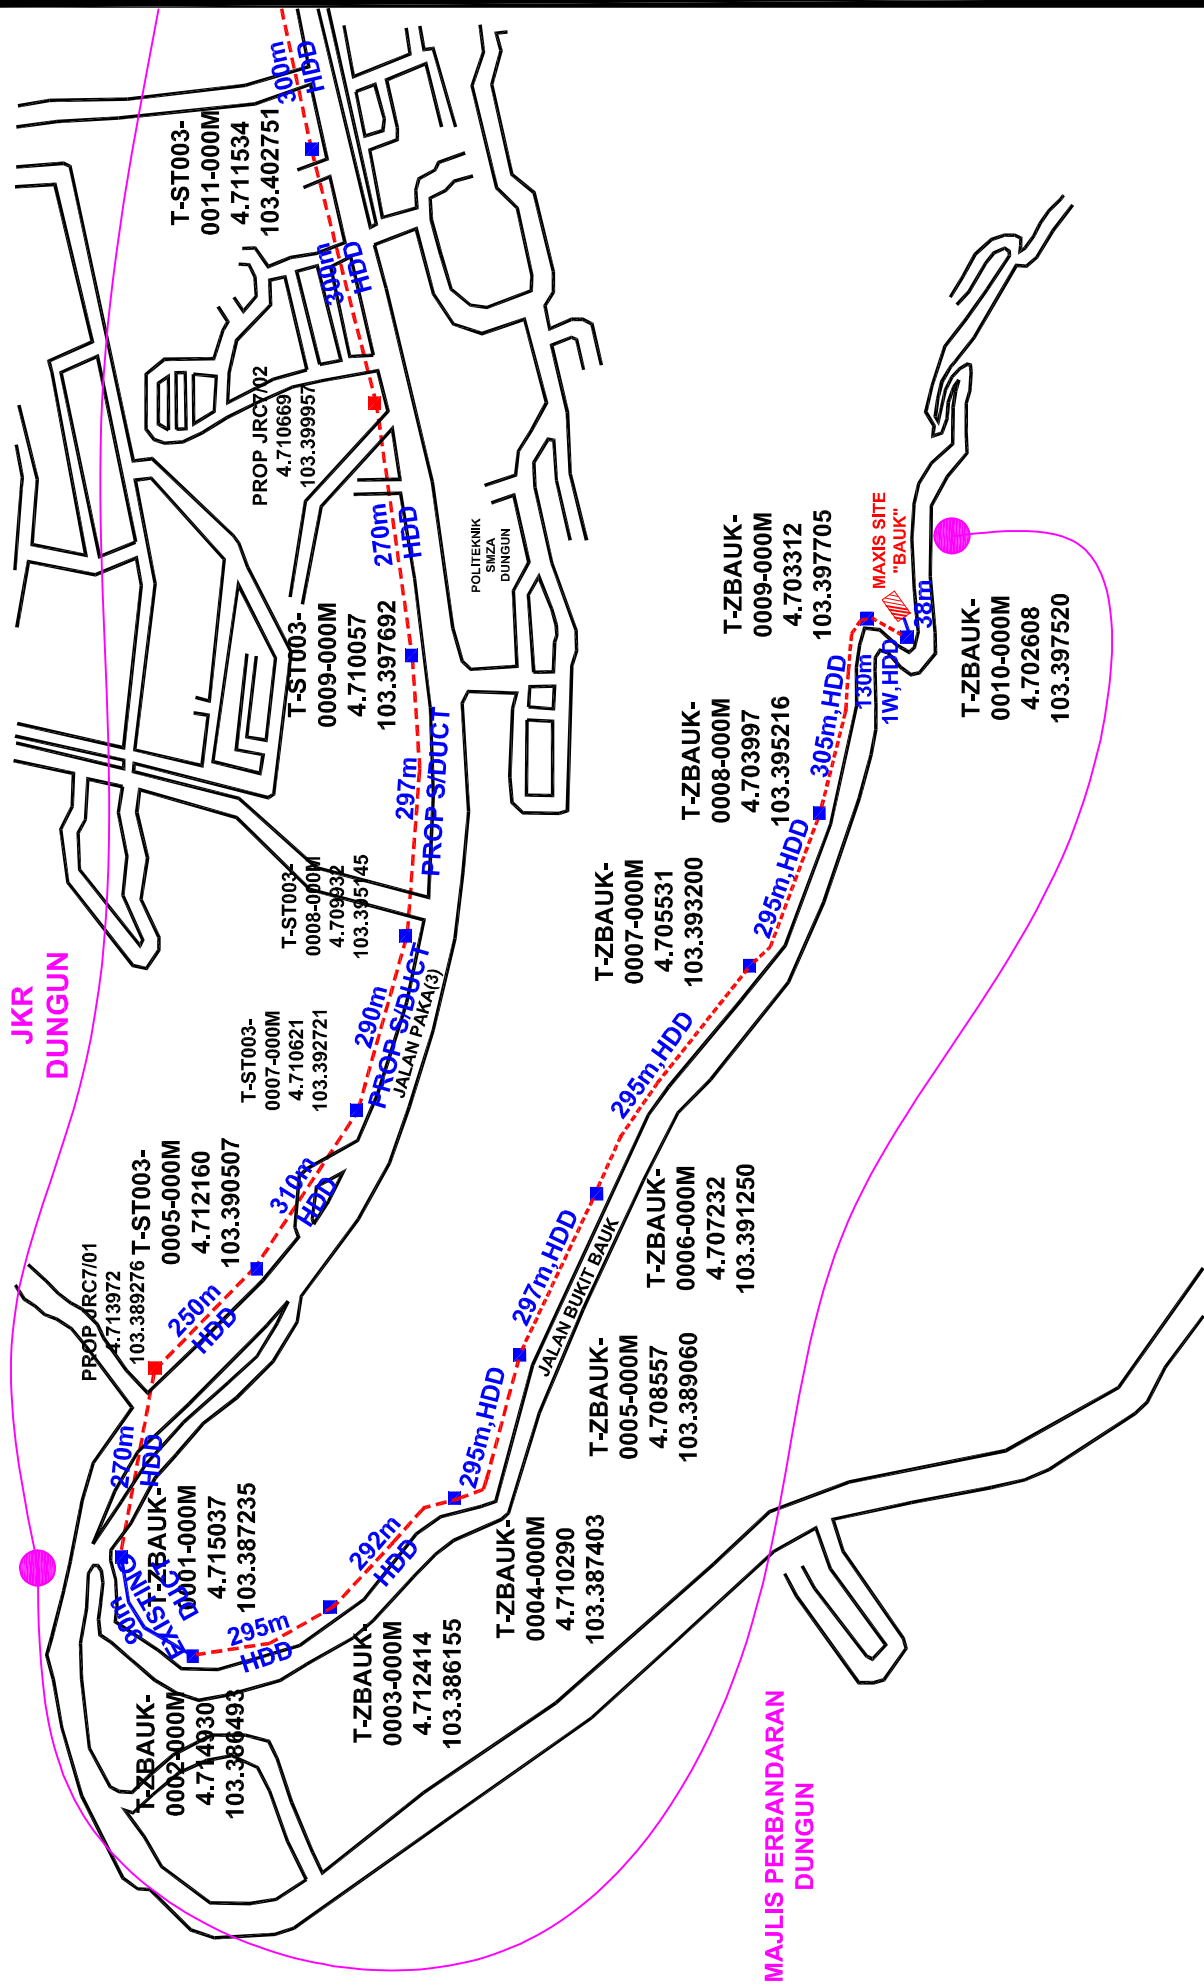 JKR
DUNGUN
300m
HDD
T-ST003-
0011-000M
4.711534
103.402751
300m
HDD
PROP JRC7/02
4.710669
103.399957
270m
HDD
POLITEKNIK
SMZA
DUNGUN
T-ST003-
0009-000M
4.710057
103.397692
297m
PROP S/DUCT
T-ST003-
0008-000M
4.709932
103.395145
290m
PROP S/DUCT
JALAN PAKA(3)
T-ST003-
0007-000M
4.710621
103.392721
310m
HDD
T-ST003-
0005-000M
4.712160
103.390507
250m
HDD
PROP JRC7/01
4.713972
103.389276
270m
HDD
T-ZBAUK-
0001-000M
4.715037
103.387235
90m
EXISTING
DUCT
T-ZBAUK-
0002-000M
4.714930
103.386493
295m
HDD
T-ZBAUK-
0003-000M
4.712414
103.386155
292m
HDD
T-ZBAUK-
0004-000M
4.710290
103.387403
295m,HDD
T-ZBAUK-
0005-000M
4.708557
103.389060
297m,HDD
JALAN BUKIT BAUK
T-ZBAUK-
0006-000M
4.707232
103.391250
295m,HDD
T-ZBAUK-
0007-000M
4.705531
103.393200
295m,HDD
T-ZBAUK-
0008-000M
4.703997
103.395216
305m,HDD
T-ZBAUK-
0009-000M
4.703312
103.397705
130m
1W,HDD
MAXIS SITE
"BAUK"
38m
T-ZBAUK-
0010-000M
4.702608
103.397520
MAJLIS PERBANDARAN
DUNGUN